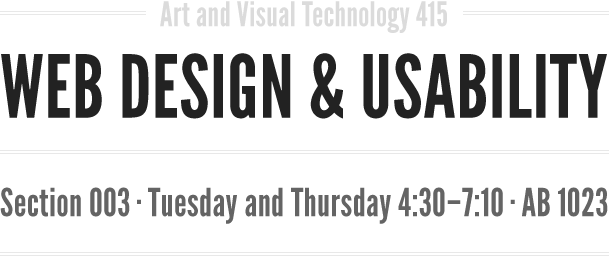 Art and Visual Technology 415
WEB DESIGN & USABILITY
Section 003 · Tuesday and Thursday 4:30–7:10 · AB 1023